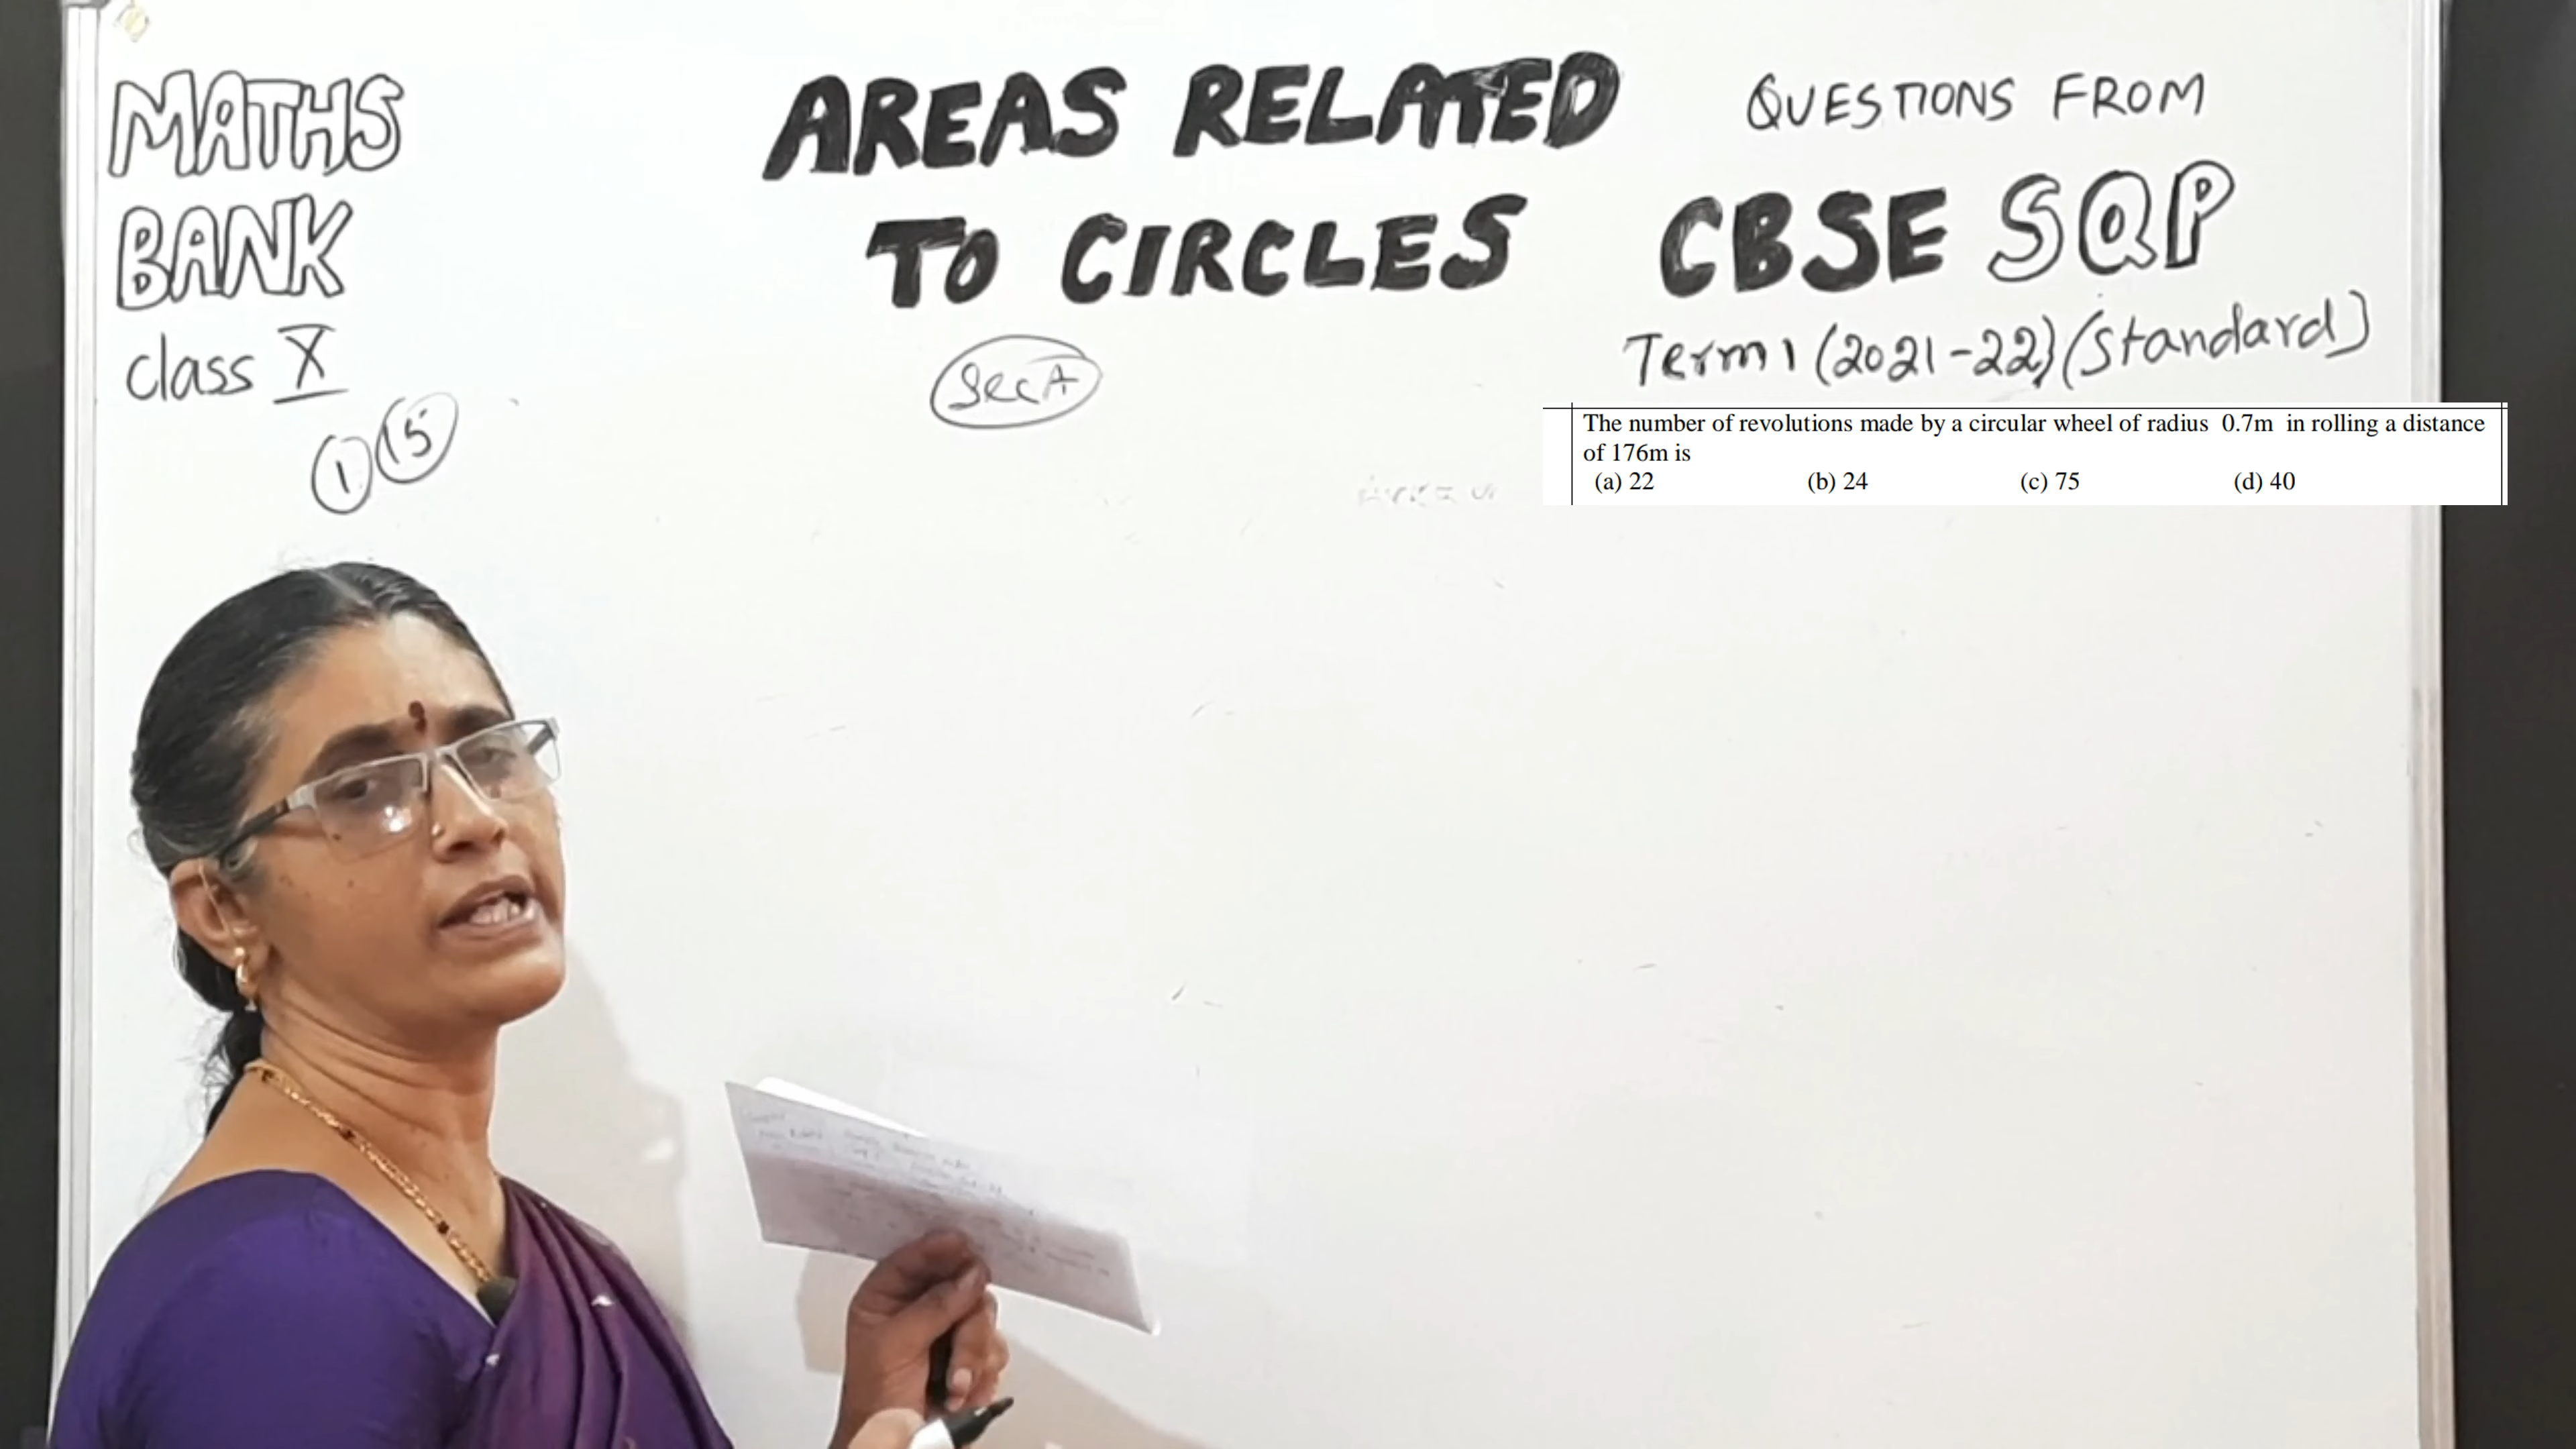 MATHS
BANK
class X
1 15
AREAS RELATED
TO CIRCLES
Sec A
QUESTIONS FROM
CBSE SQP
Term 1 (2021-22) (Standard)
The number of revolutions made by a circular wheel of radius 0.7m in rolling a distance
of 176m is
(a) 22 (b) 24 (c) 75 (d) 40